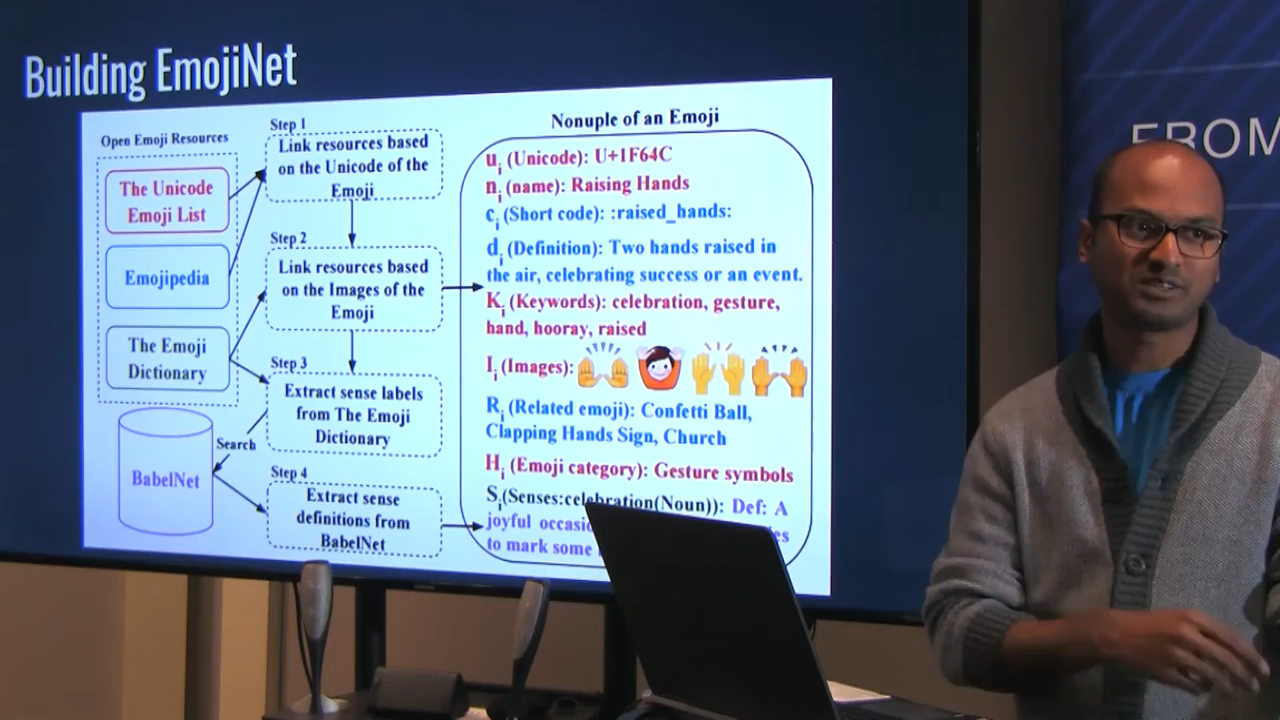 Building EmojiNet
Open Emoji Resources
The Unicode
Emoji List
Emojipedia
The Emoji
Dictionary
BabelNet
Search
Step 1
Link resources based
on the Unicode of the
Emoji
Step 2
Link resources based
on the Images of the
Emoji
Step 3
Extract sense labels
from The Emoji
Dictionary
Step 4
Extract sense
definitions from
BabelNet
Nonuple of an Emoji
ui (Unicode): U+1F64C
ni (name): Raising Hands
ci (Short code): :raised_hands:
di (Definition): Two hands raised in
the air, celebrating success or an event.
Ki (Keywords): celebration, gesture,
hand, hooray, raised
Ii (Images):
Ri (Related emoji): Confetti Ball,
Clapping Hands Sign, Church
Hi (Emoji category): Gesture symbols
Si(Senses:celebration(Noun)): Def: A
joyful
to mark some
FROM